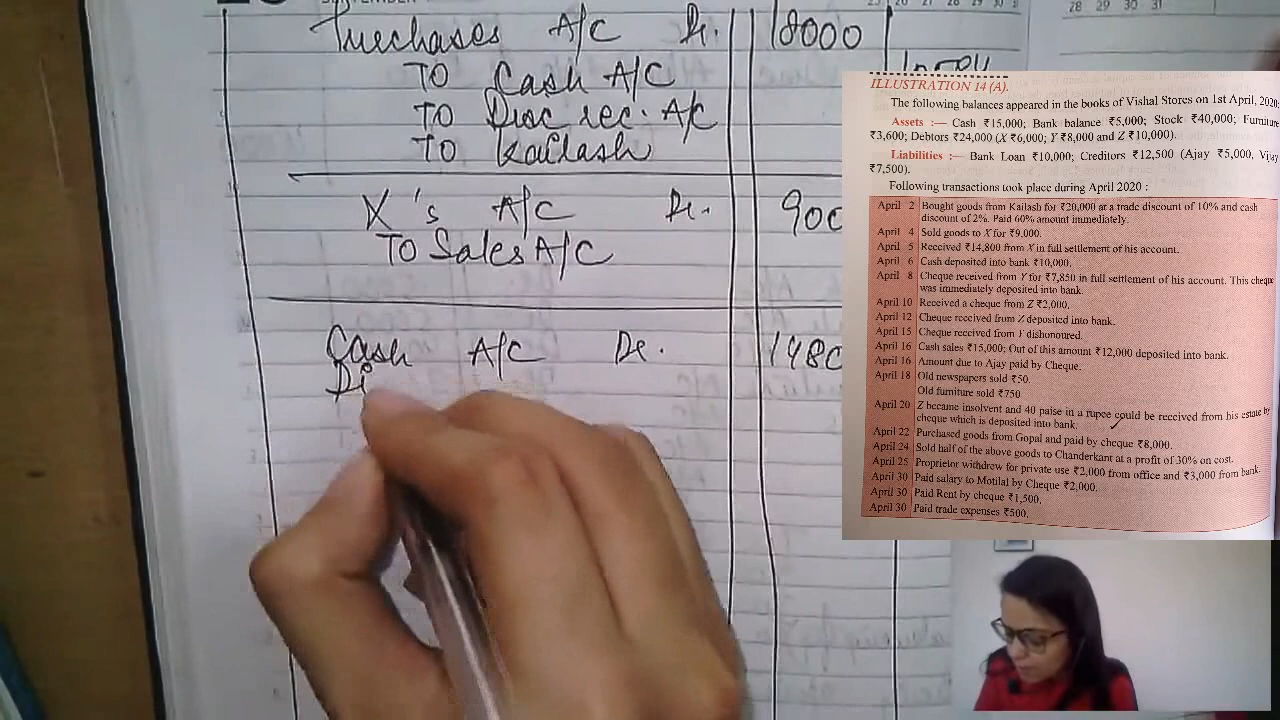 Purchases A/C Dr. 18000
To Cash A/C
To Disc rec. A/C
To Kailash
X's A/C Dr. 900
To Sales A/C
Cash A/C Dr. 1480
Di
28 29 30 31
26 27 28 29 30
ILLUSTRATION 14 (A).
The following balances appeared in the books of Vishal Stores on 1st April, 2020
Assets :— Cash ₹15,000; Bank balance ₹5,000; Stock ₹40,000; Furniture
₹3,600; Debtors ₹24,000 (X ₹6,000; Y ₹8,000 and Z ₹10,000).
Liabilities :— Bank Loan ₹10,000; Creditors ₹12,500 (Ajay ₹5,000, Vijay
₹7,500).
Following transactions took place during April 2020 :
April 2 Bought goods from Kailash for ₹20,000 at a trade discount of 10% and cash
discount of 2%. Paid 60% amount immediately.
April 4 Sold goods to X for ₹9,000.
April 5 Received ₹14,800 from X in full settlement of his account.
April 6 Cash deposited into bank ₹10,000,
April 8 Cheque received from Y for ₹7,850 in full settlement of his account. This cheque
was immediately deposited into bank.
April 10 Received a cheque from Z ₹2,000,
April 12 Cheque received from Z deposited into bank.
April 15 Cheque received from Y dishonoured.
April 16 Cash sales ₹15,000; Out of this amount ₹12,000 deposited into bank.
April 16 Amount due to Ajay paid by Cheque.
April 18 Old newspapers sold ₹50.
Old furniture sold ₹750
April 20 Z became insolvent and 40 paise in a rupee could be received from his estate by
cheque which is deposited into bank.
April 22 Purchased goods from Gopal and paid by cheque ₹8,000.
April 24 Sold half of the above goods to Chanderkant at a profit of 30% on cost.
April 25 Proprietor withdrew for private use ₹2,000 from office and ₹3,000 from bank.
April 30 Paid salary to Motilal by Cheque ₹2,000.
April 30 Paid Rent by cheque ₹1,500,
April 30 Paid trade expenses ₹500.